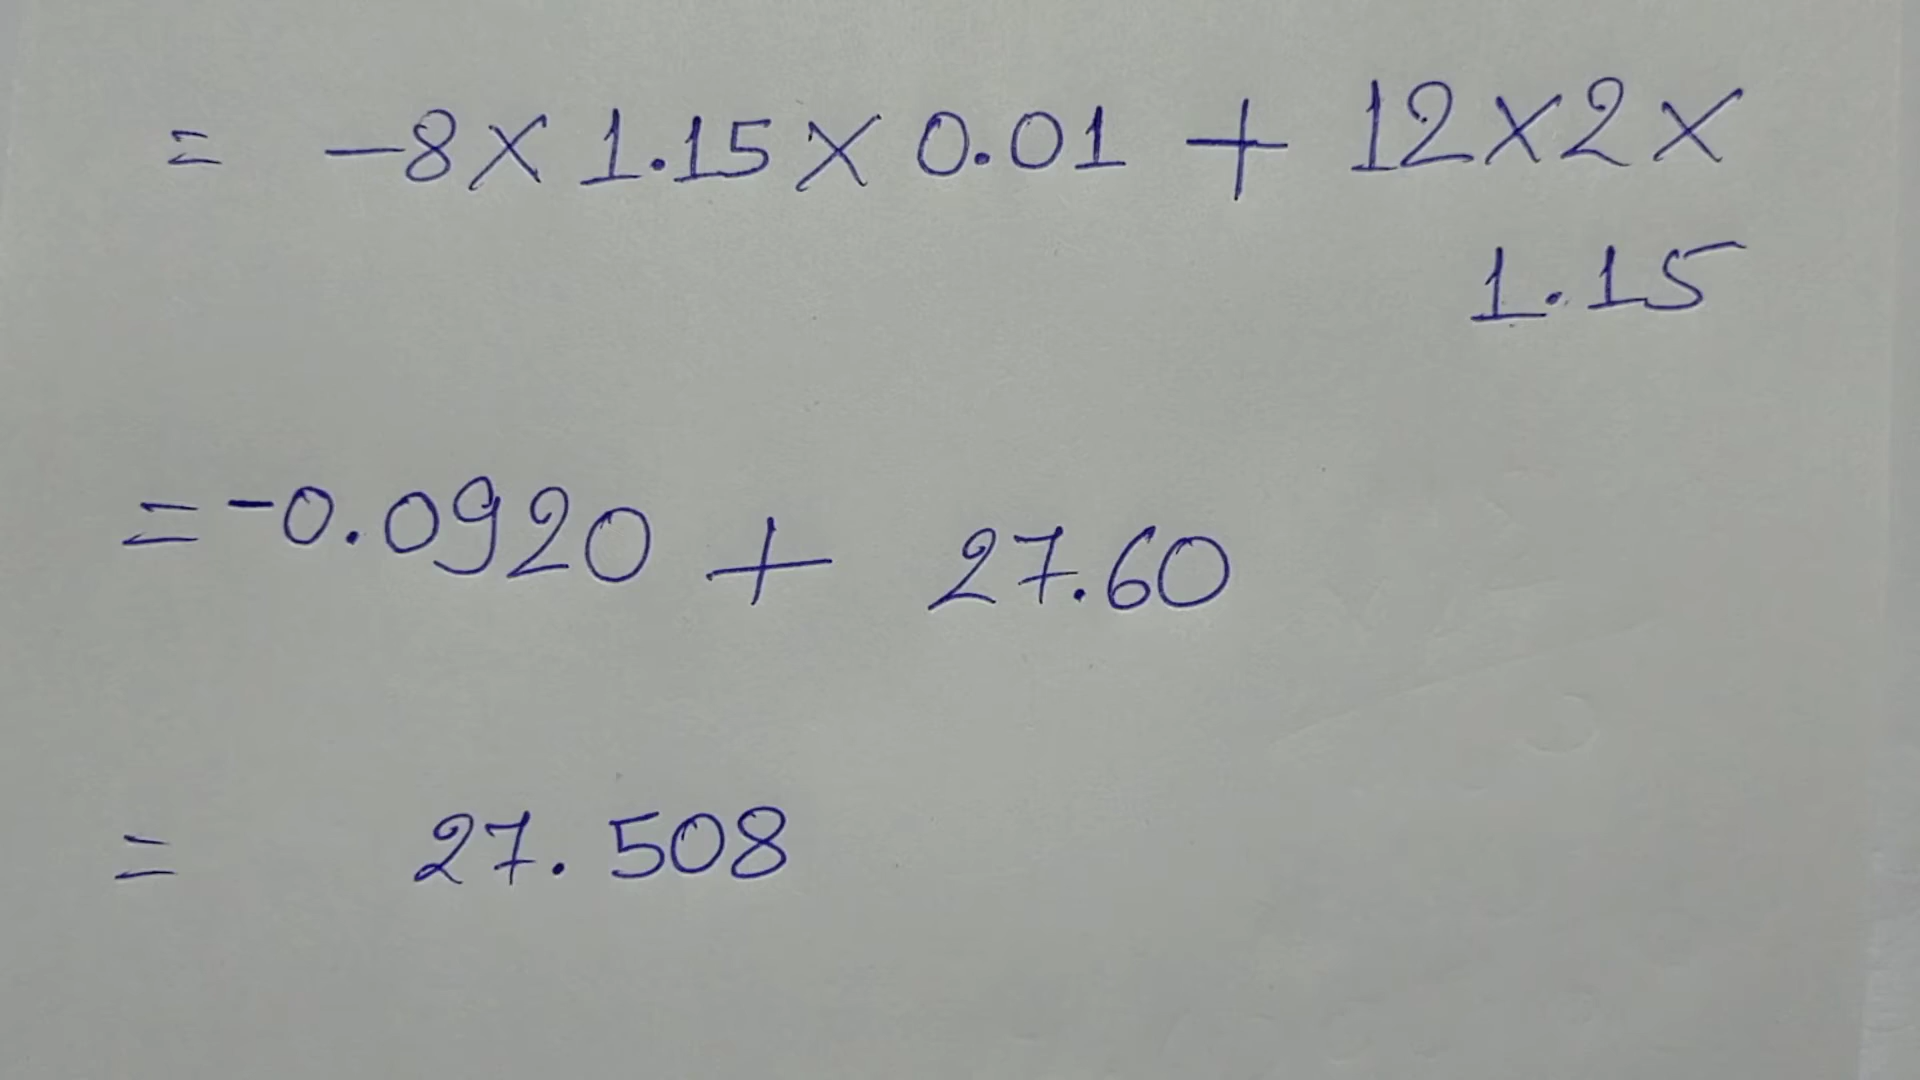 = -8 × 1.15 × 0.01 + 12 × 2 ×
1.15
= -0.0920 + 27.60
= 27.508